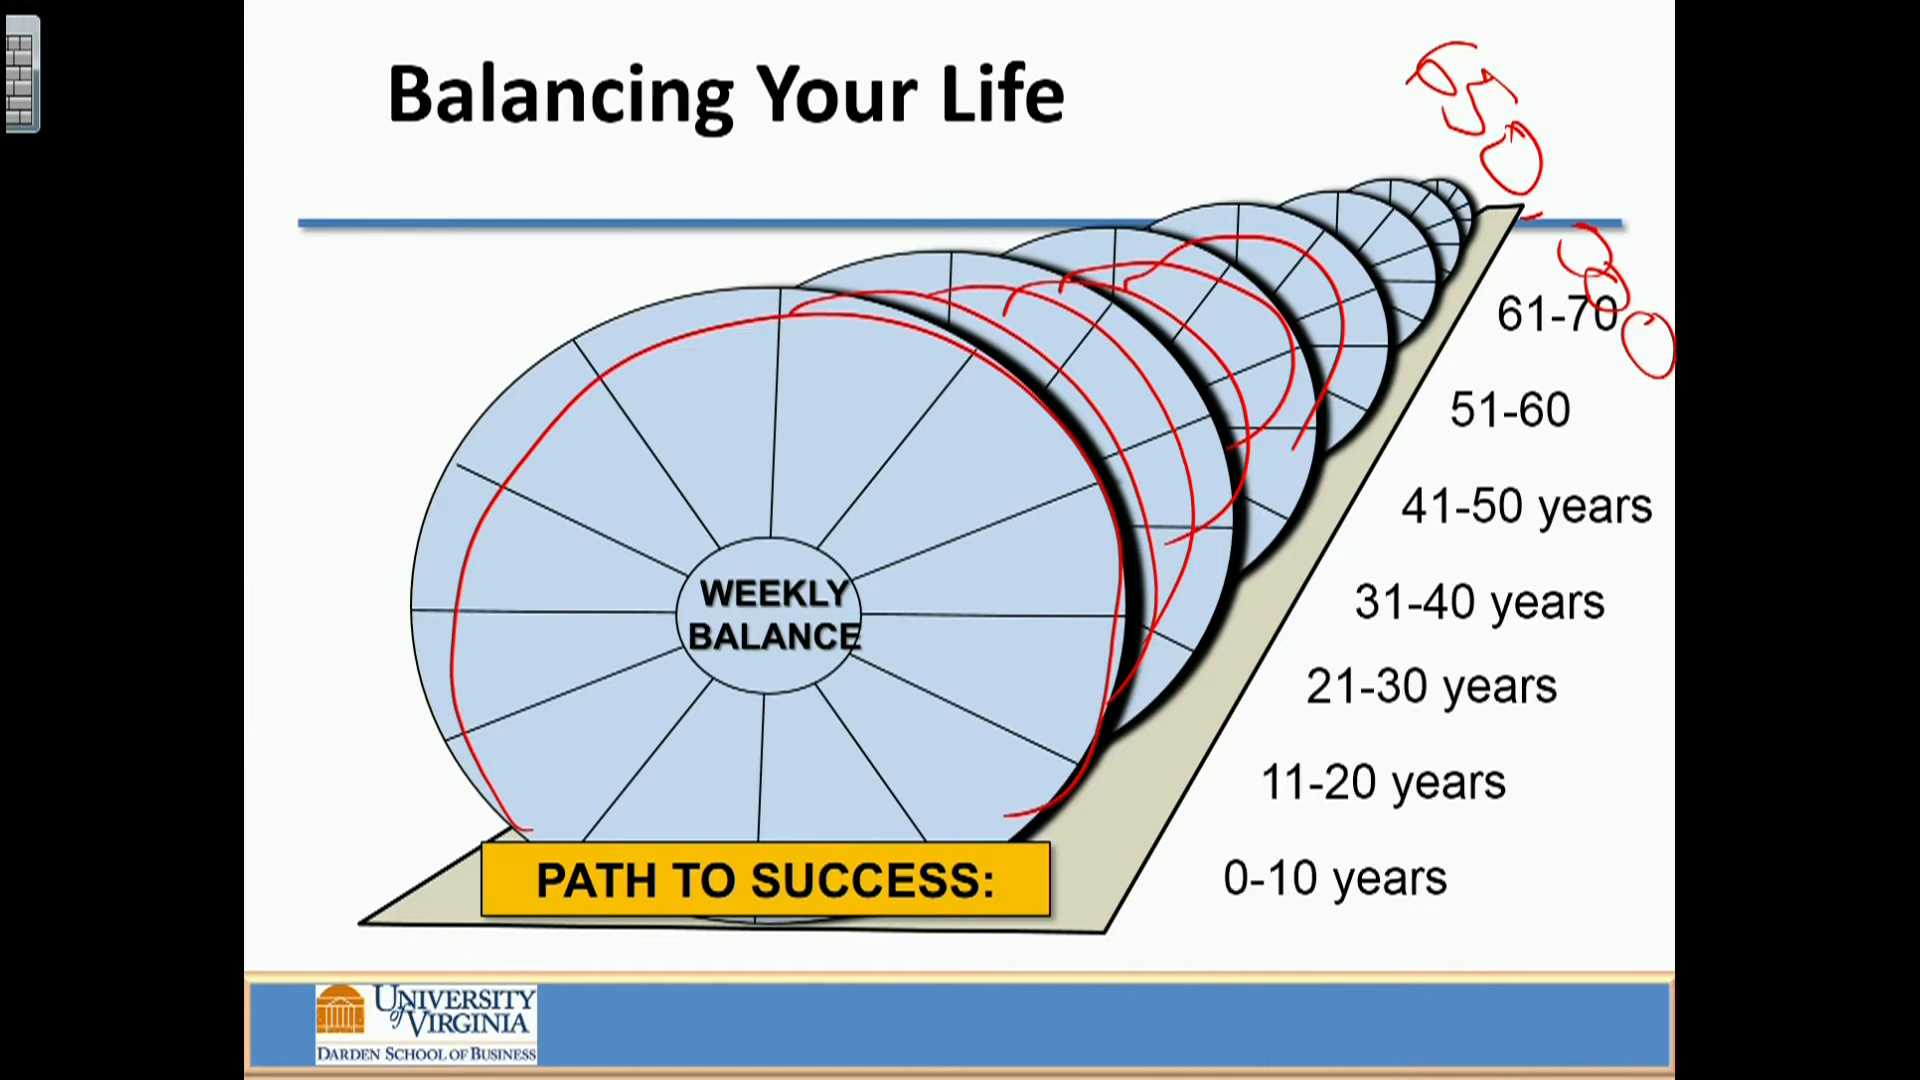 Balancing Your Life
61-70
51-60
41-50 years
WEEKLY
BALANCE
31-40 years
21-30 years
11-20 years
PATH TO SUCCESS:
0-10 years
UNIVERSITY
of VIRGINIA
DARDEN SCHOOL OF BUSINESS